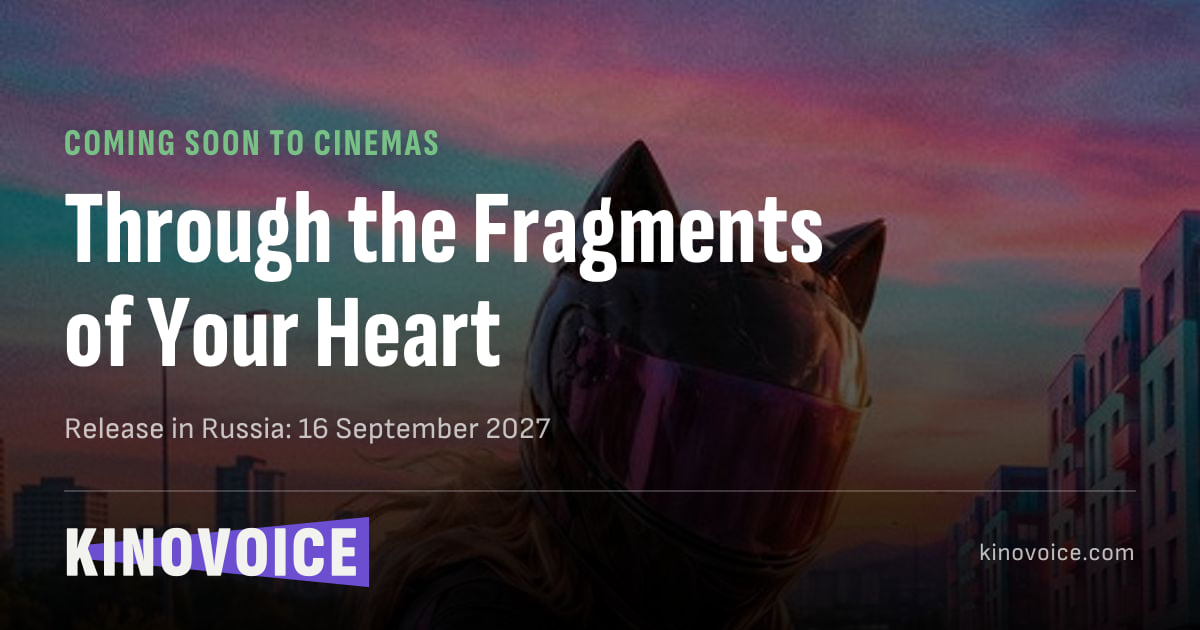 COMING SOON TO CINEMAS
Through the Fragments
of Your Heart
Release in Russia: 16 September 2027
KINOVOICE
kinovoice.com